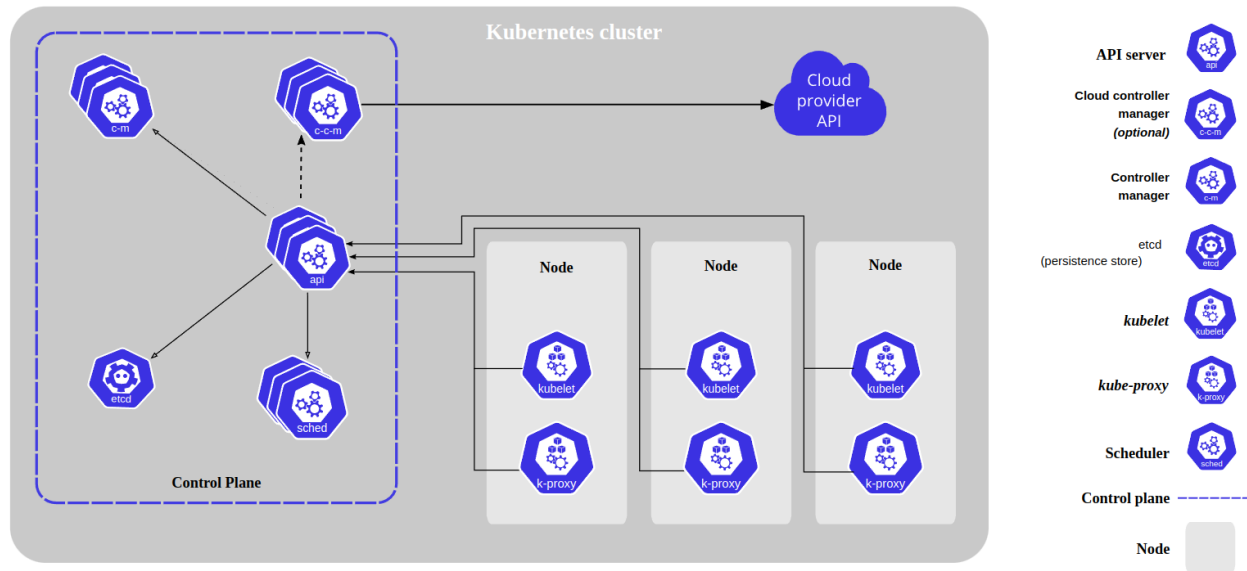 Kubernetes cluster
c-m
c-c-m
Cloud
provider
API
api
etcd
sched
Control Plane
Node
kubelet
k-proxy
Node
kubelet
k-proxy
Node
kubelet
k-proxy
API server
api
Cloud controller
manager
(optional)
c-c-m
Controller
manager
c-m
etcd
(persistence store)
etcd
kubelet
kubelet
kube-proxy
k-proxy
Scheduler
sched
Control plane
Node